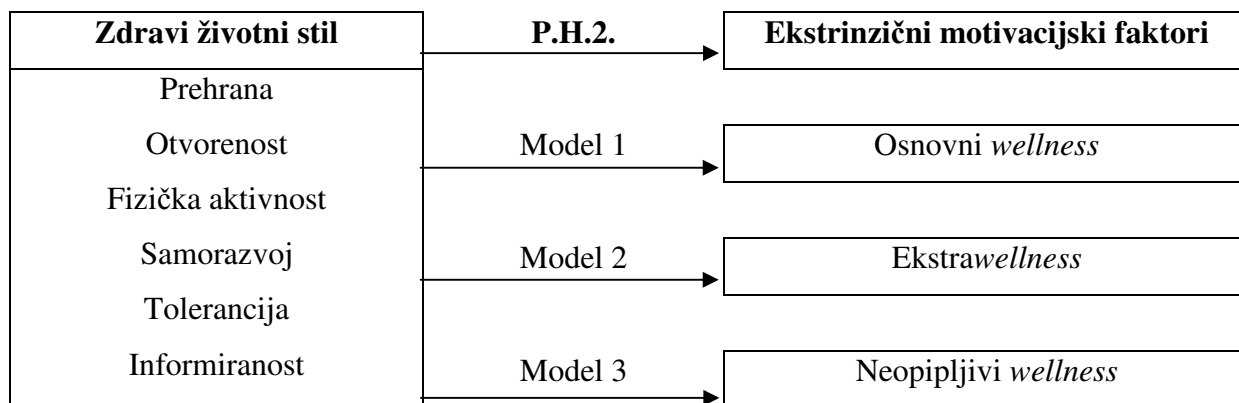 Zdravi životni stil P.H.2. Ekstrinzični motivacijski faktori
Prehrana
Otvorenost Model 1 Osnovni wellness
Fizička aktivnost
Samorazvoj Model 2 Ekstrawellness
Tolerancija
Informiranost Model 3 Neopipljivi wellness